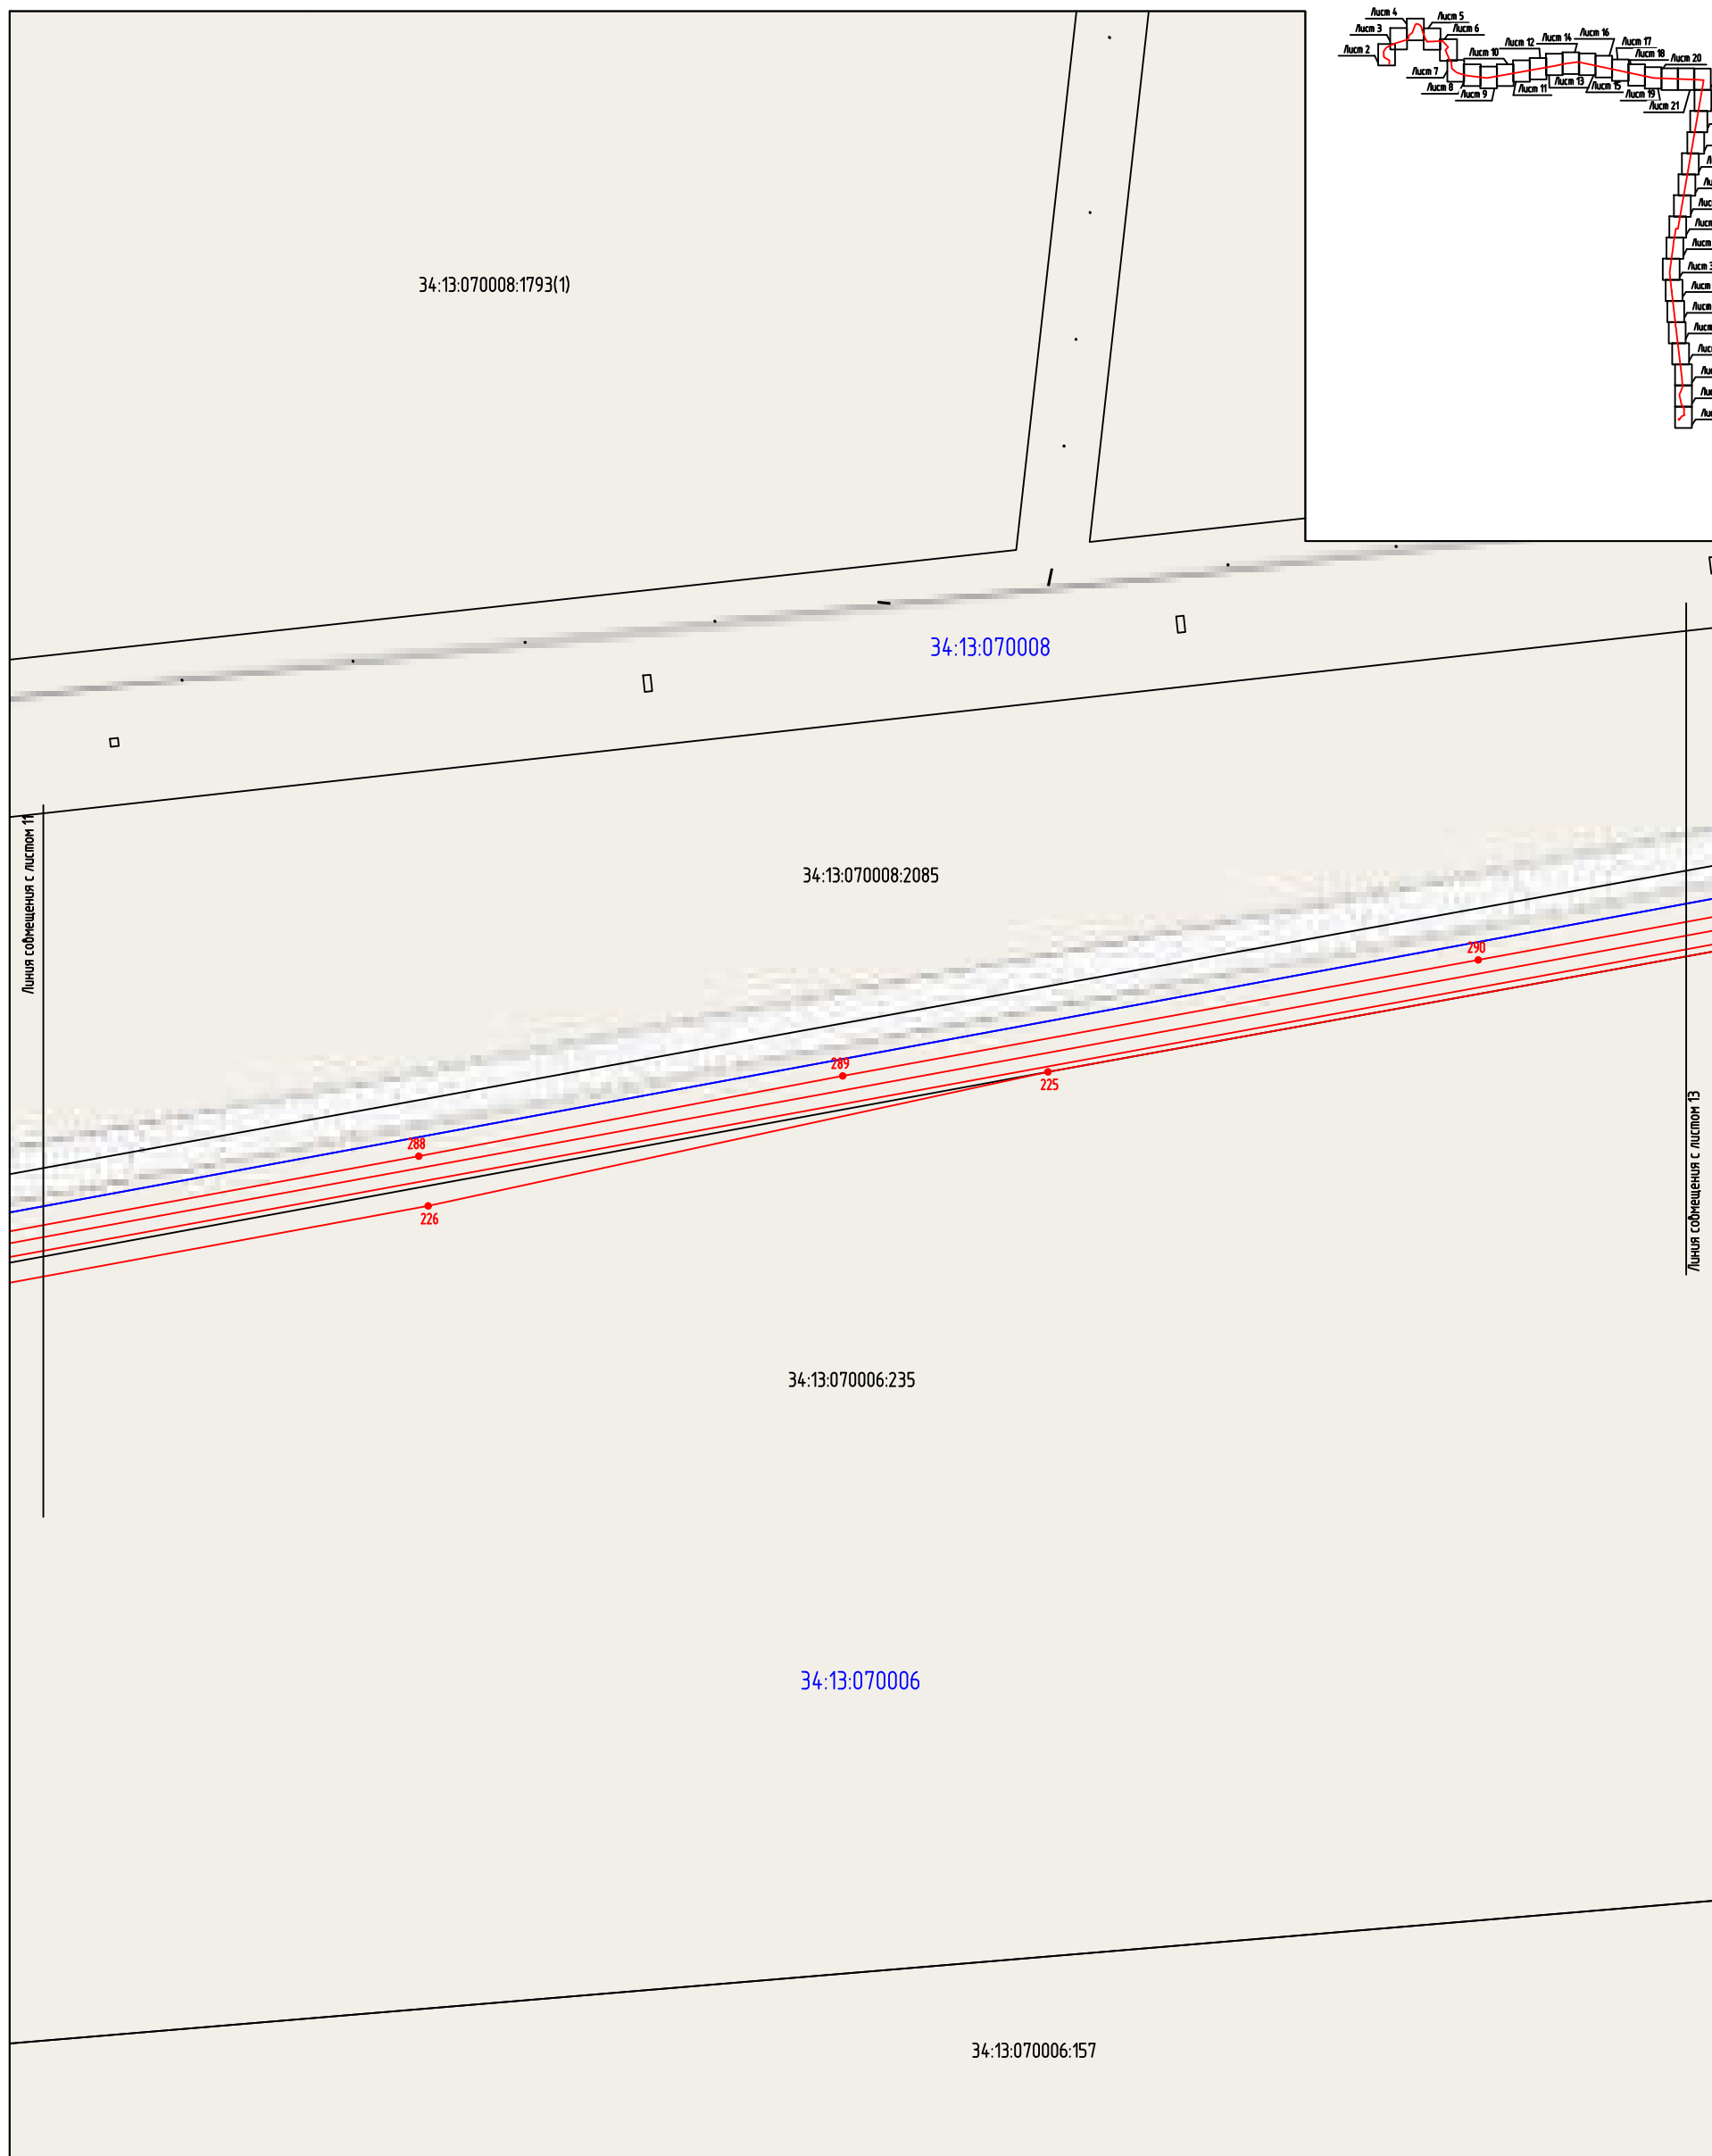 Лист 4
Лист 5
Лист 3
Лист 6
Лист 2
Лист 12
Лист 14
Лист 16
Лист 17
Лист 10
Лист 18
Лист 20
Лист 7
Лист 8
Лист 9
Лист 11
Лист 13
Лист 15
Лист 19
Лист 21
34:13:070008:1793(1)
34:13:070008
34:13:070008:2085
Линия совмещения с листом 11
290
289
225
288
226
Линия совмещения с листом 13
34:13:070006:235
34:13:070006
34:13:070006:157